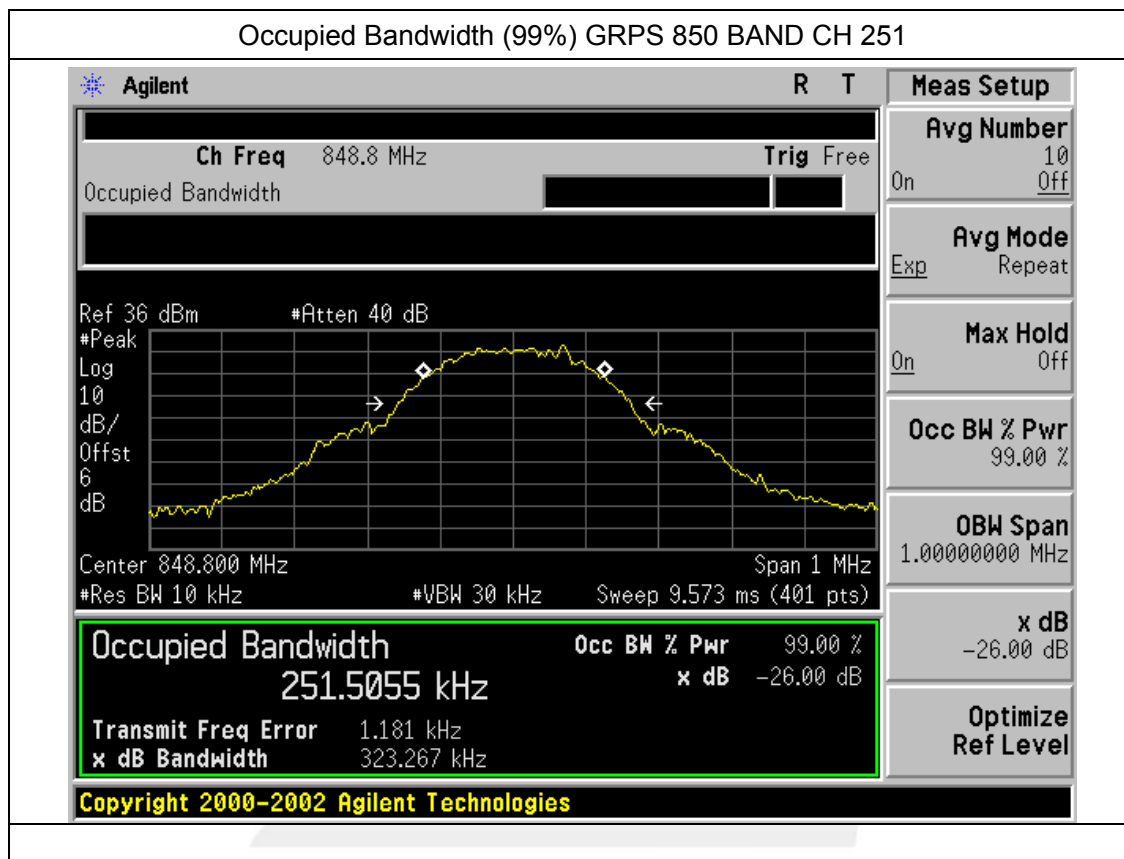 Occupied Bandwidth (99%) GRPS 850 BAND CH 251
Agilent R T
Ch Freq 848.8 MHz Trig Free
Occupied Bandwidth
Ref 36 dBm #Atten 40 dB
#Peak
Log
10
dB/
Offst
6
dB
Center 848.800 MHz Span 1 MHz
#Res BW 10 kHz #VBW 30 kHz Sweep 9.573 ms (401 pts)
Occupied Bandwidth Occ BW % Pwr 99.00 %
251.5055 kHz x dB -26.00 dB
Transmit Freq Error 1.181 kHz
x dB Bandwidth 323.267 kHz
Copyright 2000-2002 Agilent Technologies
Meas Setup
Avg Number
10
On Off
Avg Mode
Exp Repeat
Max Hold
On Off
Occ BW % Pwr
99.00 %
OBW Span
1.00000000 MHz
x dB
-26.00 dB
Optimize
Ref Level